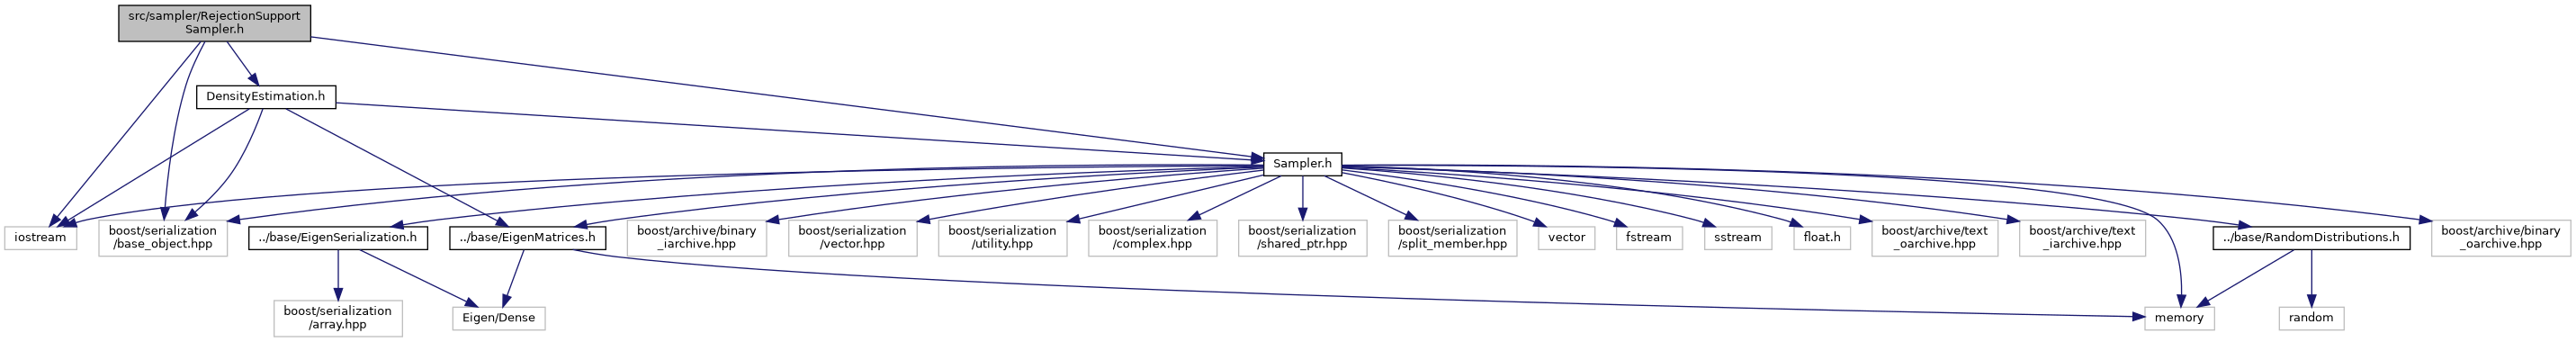 src/sampler/RejectionSupport
Sampler.h
DensityEstimation.h
Sampler.h
iostream
boost/serialization
/base_object.hpp
../base/EigenSerialization.h
../base/EigenMatrices.h
boost/archive/binary
_iarchive.hpp
boost/serialization
/vector.hpp
boost/serialization
/utility.hpp
boost/serialization
/complex.hpp
boost/serialization
/shared_ptr.hpp
boost/serialization
/split_member.hpp
vector
fstream
sstream
float.h
boost/archive/text
_oarchive.hpp
boost/archive/text
_iarchive.hpp
../base/RandomDistributions.h
boost/archive/binary
_oarchive.hpp
boost/serialization
/array.hpp
Eigen/Dense
memory
random